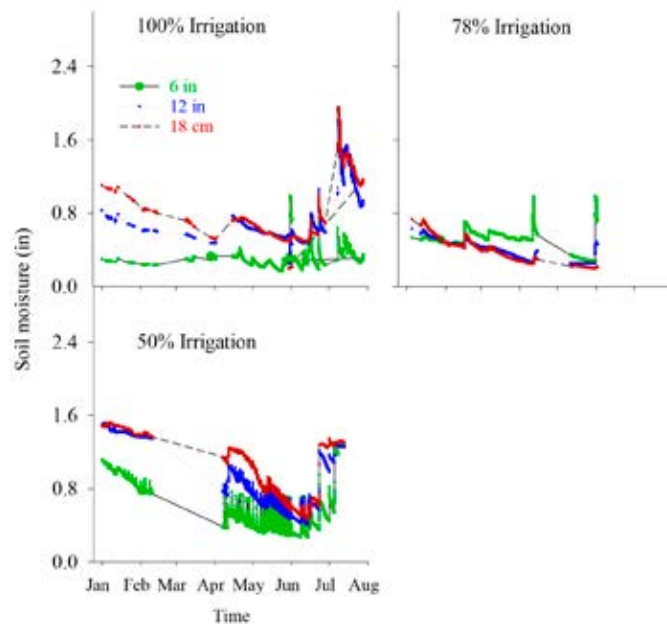 100% Irrigation
78% Irrigation
2.4
1.6
0.8
0.0
6 in
12 in
18 cm
Soil moisture (in)
50% Irrigation
2.4
1.6
0.8
0.0
Jan Feb Mar Apr May Jun Jul Aug
Time